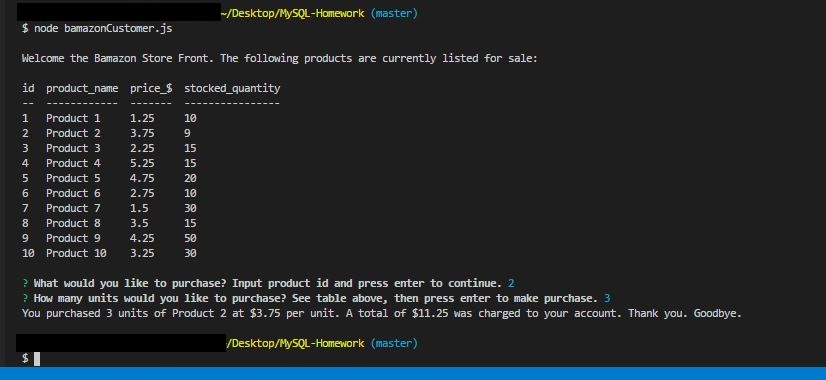 ~/Desktop/MySQL-Homework (master)
$ node bamazonCustomer.js
Welcome the Bamazon Store Front. The following products are currently listed for sale:
id  product_name  price_$  stocked_quantity
--  ------------  -------  ----------------
1   Product 1     1.25     10
2   Product 2     3.75     9
3   Product 3     2.25     15
4   Product 4     5.25     15
5   Product 5     4.75     20
6   Product 6     2.75     10
7   Product 7     1.5      30
8   Product 8     3.5      15
9   Product 9     4.25     50
10  Product 10    3.25     30
? What would you like to purchase? Input product id and press enter to continue. 2
? How many units would you like to purchase? See table above, then press enter to make purchase. 3
You purchased 3 units of Product 2 at $3.75 per unit. A total of $11.25 was charged to your account. Thank you. Goodbye.
/Desktop/MySQL-Homework (master)
$